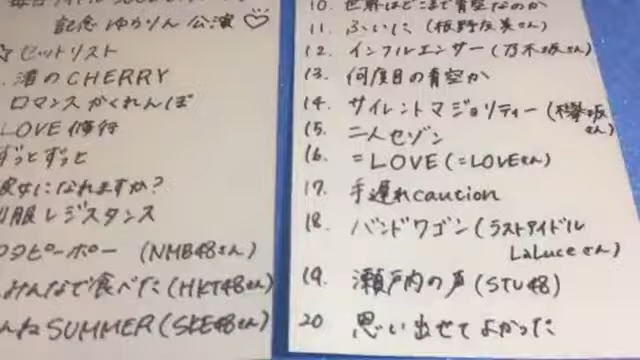 記念 ゆかりん 公演♡
☆セットリスト
渚のCHERRY
ロマンスかくれんぼ
LOVE修行
ずっとずっと
になれますか?
制服レジスタンス
タピーポー (NMB48さん)
みんなで食べた (HKT48さん)
SUMMER (SKE48さん)
10. 世界はどこまで青空なのか
11. ふいに (板野友美さん)
12. インフルエンサー (乃木坂さん)
13. 何度目の青空か
14. サイレントマジョリティー (欅坂さん)
15. 二人セゾン
16. =LOVE (=LOVEさん)
17. 手遅れcaution
18. バンドワゴン (ラストアイドル
LaLuceさん)
19. 瀬戸内の声 (STU48)
20 思い出せてよかった